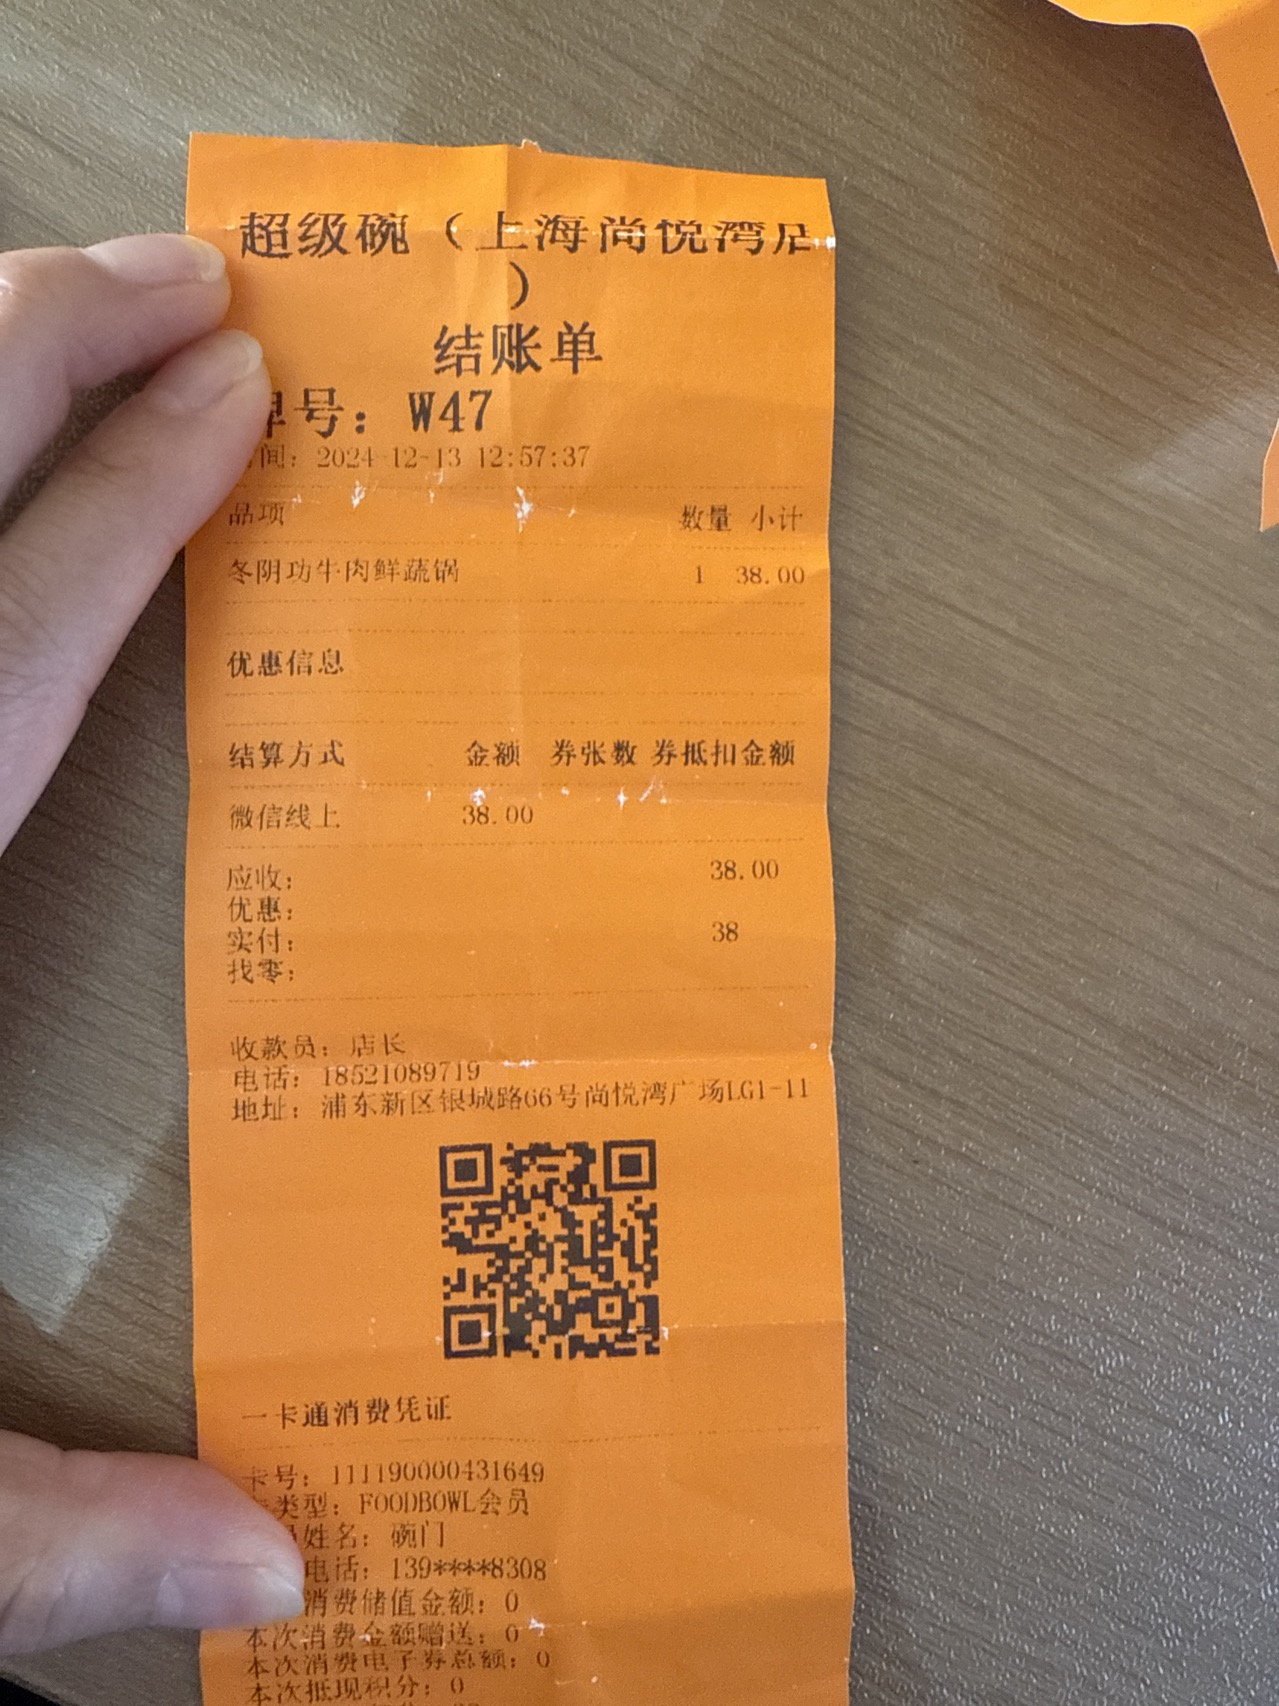 超级碗（上海尚悦湾店
）
结账单
单号：W47
间：2024-12-13 12:57:37
品项 数量 小计
冬阴功牛肉鲜蔬锅 1 38.00
优惠信息
结算方式 金额 券张数 券抵扣金额
微信线上 38.00
应收： 38.00
优惠：
实付： 38
找零：
收款员：店长
电话：18521089719
地址：浦东新区银城路66号尚悦湾广场LG1-11
一卡通消费凭证
卡号：111190000431649
类型：FOODBOWL会员
姓名：碗门
电话：139****8308
消费储值金额：0
本次消费金额赠送：0
本次消费电子券总额：0
本次抵现积分：0